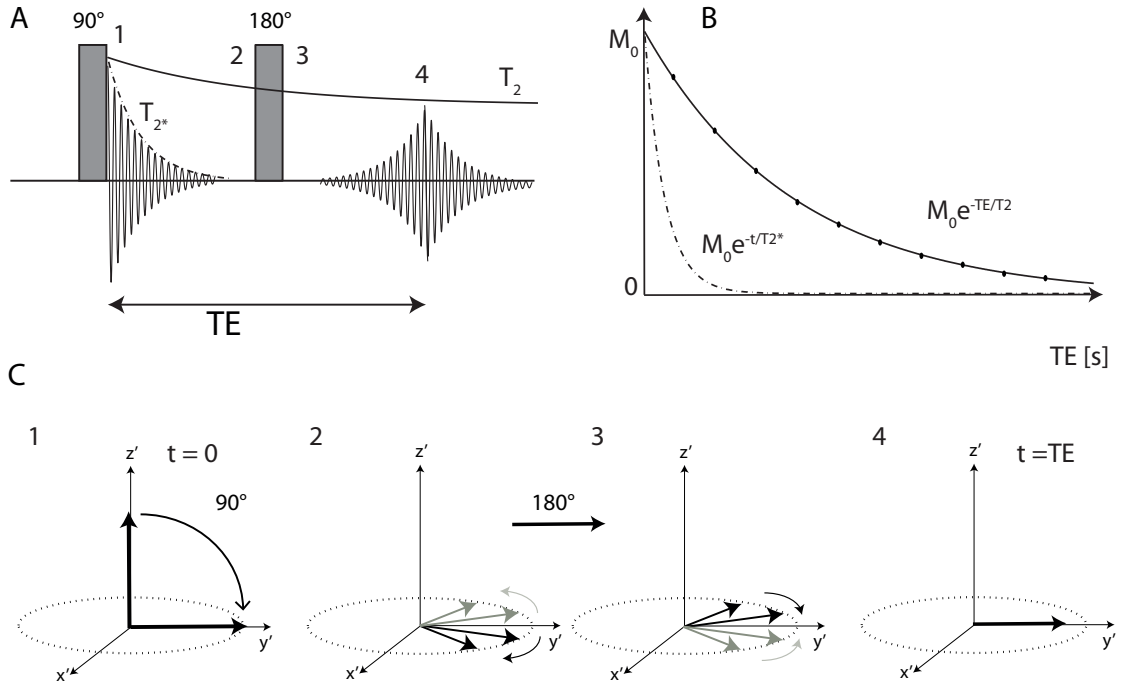 A
90°
180°
1
2
3
4
T2
T2*
TE
B
M0
0
M0e-t/T2*
M0e-TE/T2
TE [s]
C
1
t = 0
z'
90°
y'
x'
2
z'
y'
x'
180°
3
z'
y'
x'
4
t =TE
z'
y'
x'